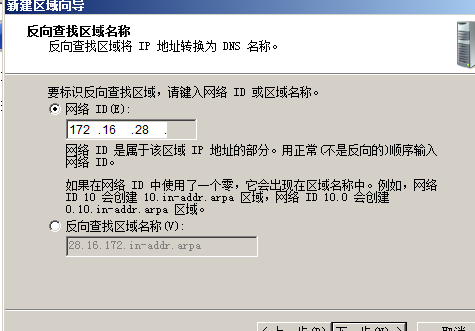 新建区域向导
反向查找区域名称
反向查找区域将 IP 地址转换为 DNS 名称。
要标识反向查找区域，请键入网络 ID 或区域名称。
网络 ID(E):
172 .16 .28 .
网络 ID 是属于该区域 IP 地址的部分。用正常(不是反向的)顺序输入
网络 ID。
如果在网络 ID 中使用了一个零，它会出现在区域名称中。例如，网络
ID 10 会创建 10.in-addr.arpa 区域，网络 ID 10.0 会创建
0.10.in-addr.arpa 区域。
反向查找区域名称(V):
28.16.172.in-addr.arpa